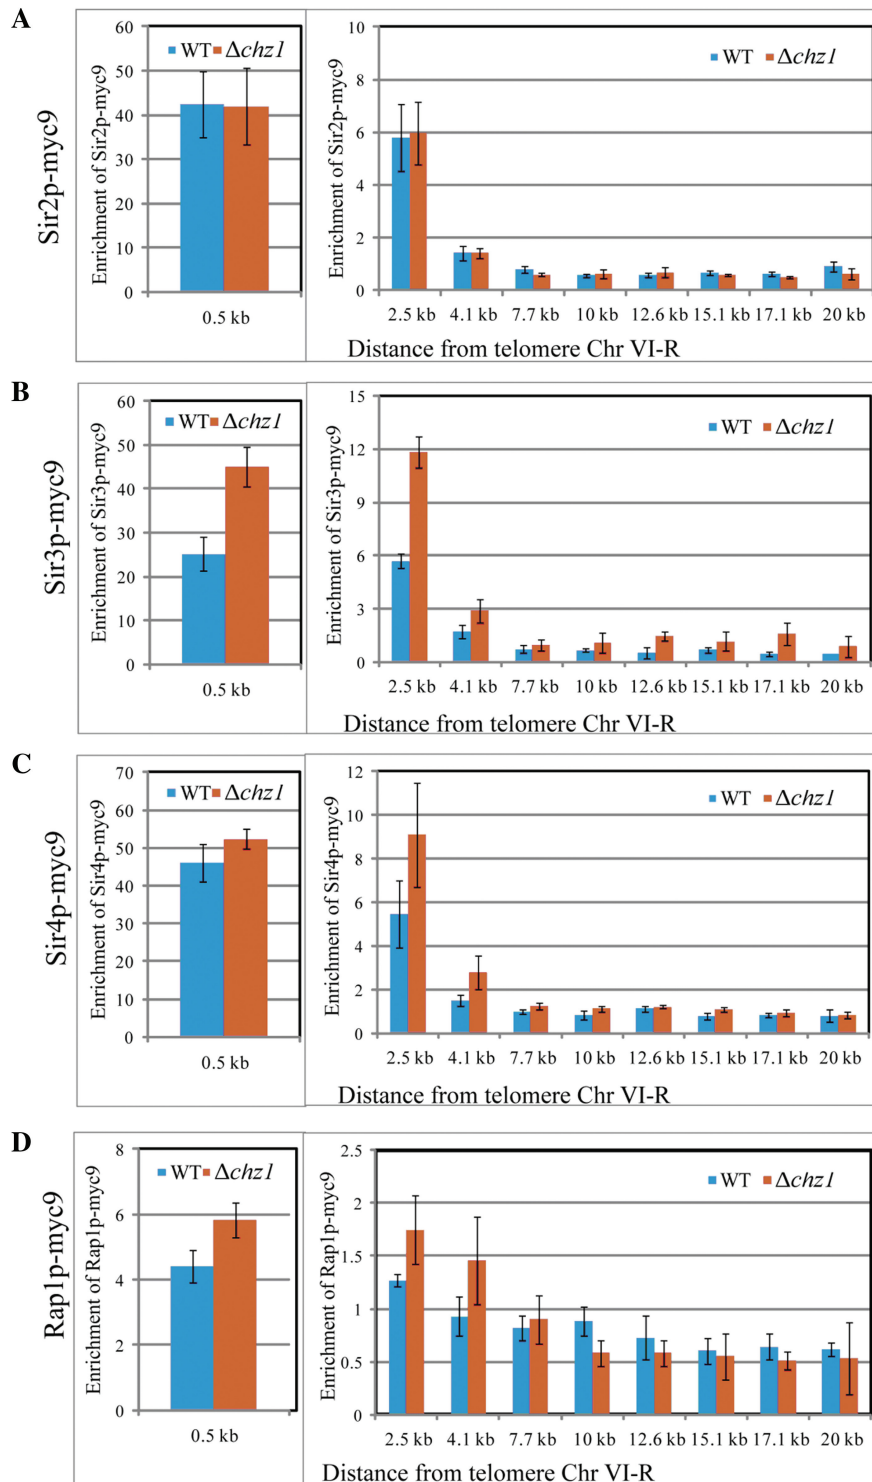 A
Sir2p-myc9
Enrichment of Sir2p-myc9
60
50
40
30
20
10
0
WT Δchz1
0.5 kb
Enrichment of Sir2p-myc9
10
8
6
4
2
0
WT Δchz1
2.5 kb 4.1 kb 7.7 kb 10 kb 12.6 kb 15.1 kb 17.1 kb 20 kb
Distance from telomere Chr VI-R
B
Sir3p-myc9
Enrichment of Sir3p-myc9
60
50
40
30
20
10
0
WT Δchz1
0.5 kb
Enrichment of Sir3p-myc9
15
12
9
6
3
0
WT Δchz1
2.5 kb 4.1 kb 7.7 kb 10 kb 12.6 kb 15.1 kb 17.1 kb 20 kb
Distance from telomere Chr VI-R
C
Sir4p-myc9
Enrichment of Sir4p-myc9
70
60
50
40
30
20
10
0
WT Δchz1
0.5 kb
Enrichment of Sir4p-myc9
12
10
8
6
4
2
0
WT Δchz1
2.5 kb 4.1 kb 7.7 kb 10 kb 12.6 kb 15.1 kb 17.1 kb 20 kb
Distance from telomere Chr VI-R
D
Rap1p-myc9
Enrichment of Rap1p-myc9
8
6
4
2
0
WT Δchz1
0.5 kb
Enrichment of Rap1p-myc9
2.5
2
1.5
1
0.5
0
WT Δchz1
2.5 kb 4.1 kb 7.7 kb 10 kb 12.6 kb 15.1 kb 17.1 kb 20 kb
Distance from telomere Chr VI-R